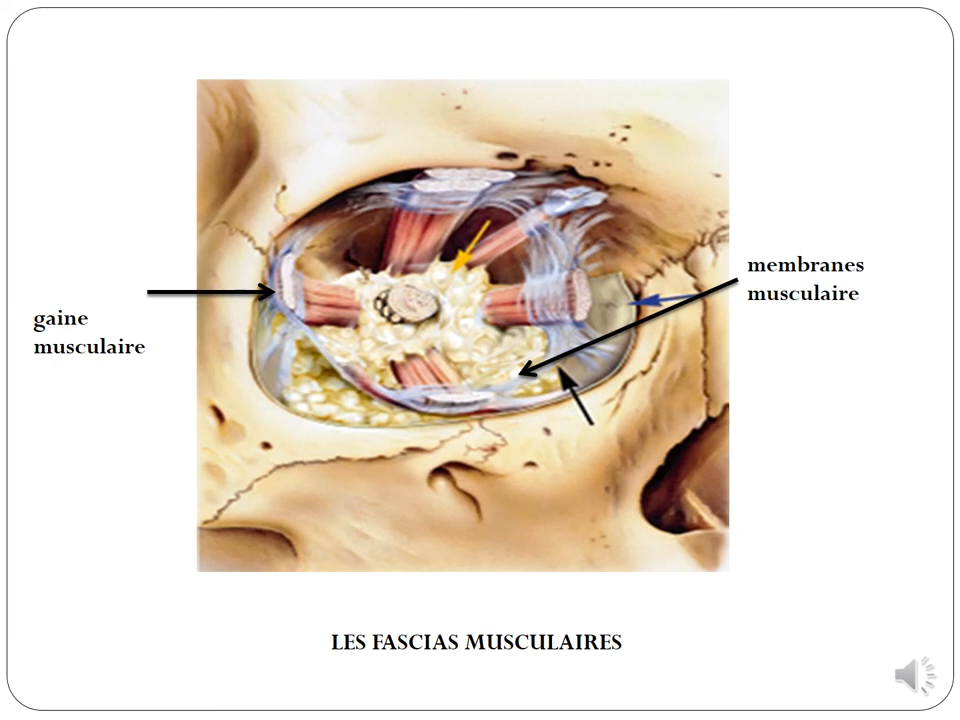 gaine
musculaire
membranes
musculaire
LES FASCIAS MUSCULAIRES